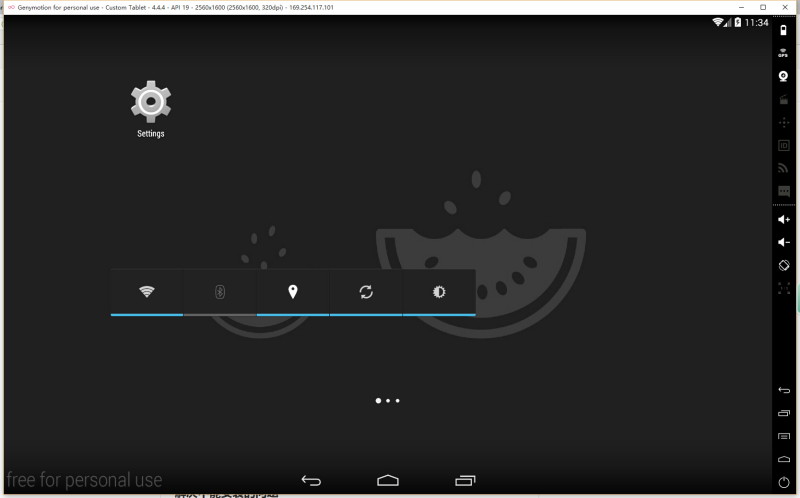 Genymotion for personal use - Custom Tablet - 4.4.4 - API 19 - 2560x1600 (2560x1600, 320dpi) - 169.254.117.101
11:34
GPS
Settings
ID
free for personal use